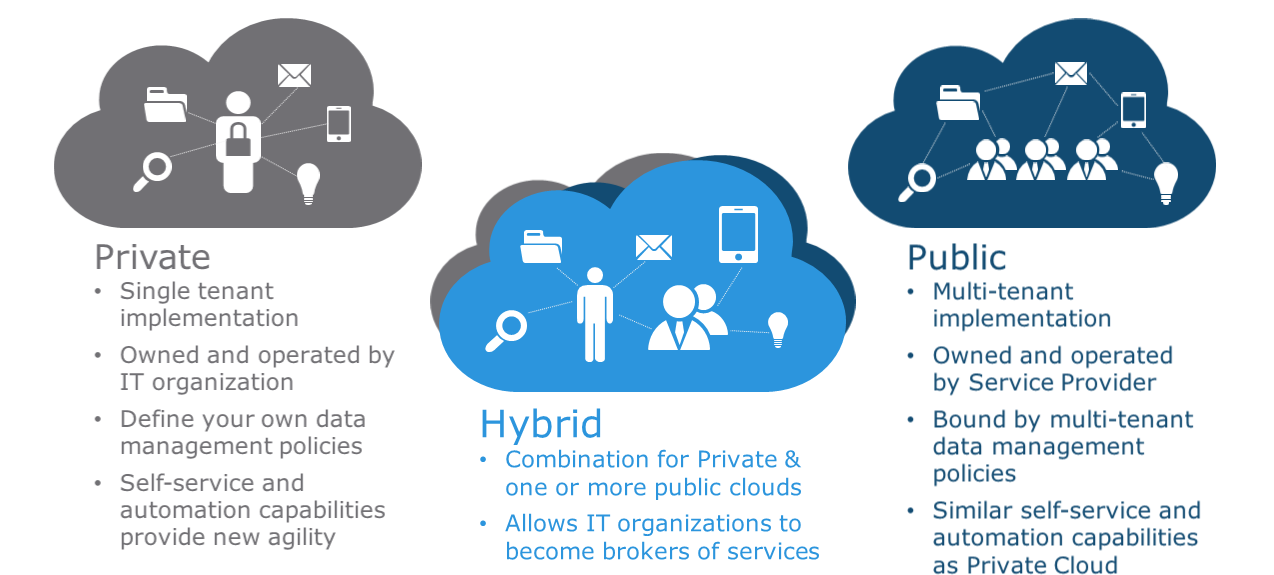 Private
• Single tenant
implementation
• Owned and operated by
IT organization
• Define your own data
management policies
• Self-service and
automation capabilities
provide new agility
Hybrid
• Combination for Private &
one or more public clouds
• Allows IT organizations to
become brokers of services
Public
• Multi-tenant
implementation
• Owned and operated
by Service Provider
• Bound by multi-tenant
data management
policies
• Similar self-service and
automation capabilities
as Private Cloud